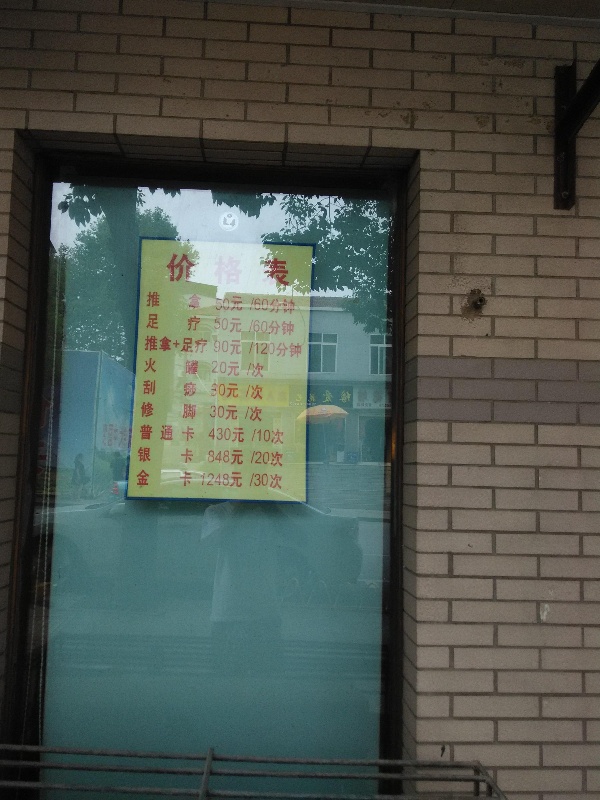 价格表
推拿 50元 /60分钟
足疗 50元 /60分钟
推拿+足疗 90元 /120分钟
火罐 20元 /次
刮痧 30元 /次
修脚 30元 /次
普通卡 430元 /10次
银卡 848元 /20次
金卡 1248元 /30次